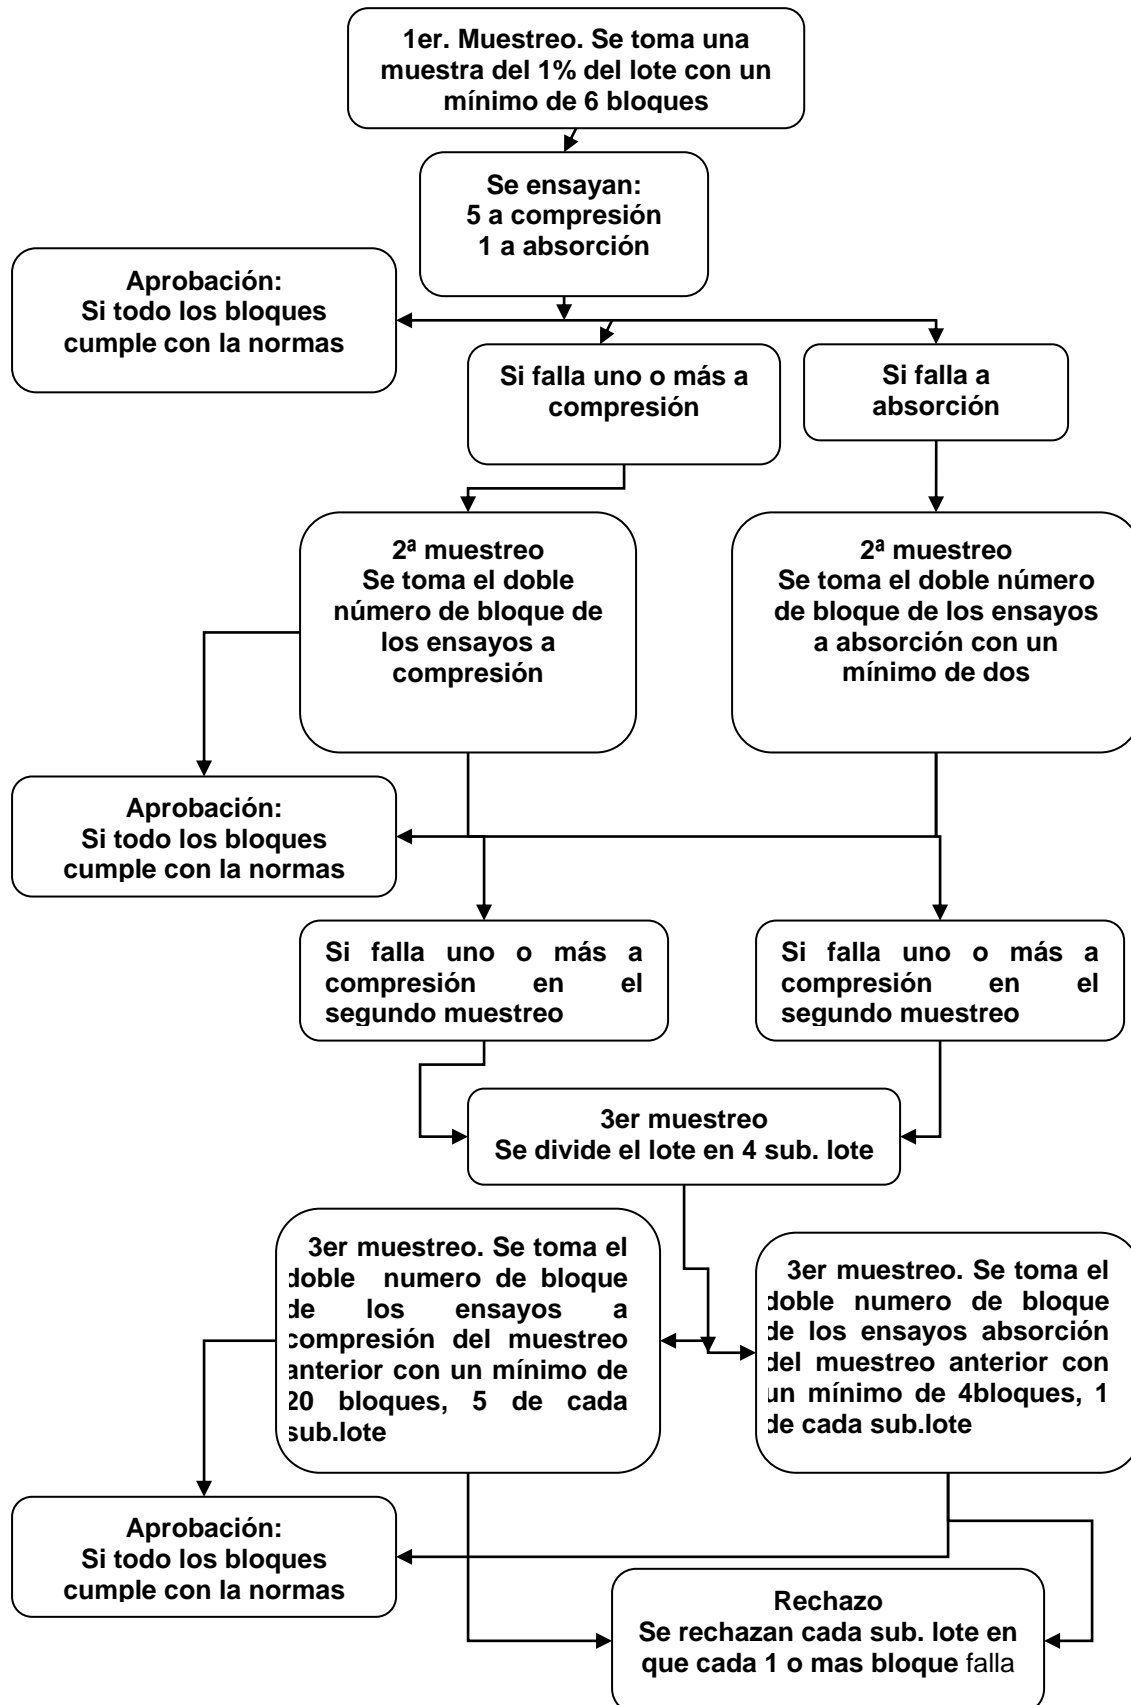 1er. Muestreo. Se toma una
muestra del 1% del lote con un
mínimo de 6 bloques
Se ensayan:
5 a compresión
1 a absorción
Aprobación:
Si todo los bloques
cumple con la normas
Si falla uno o más a
compresión
Si falla a
absorción
2ª muestreo
Se toma el doble
número de bloque de
los ensayos a
compresión
2ª muestreo
Se toma el doble número
de bloque de los ensayos
a absorción con un
mínimo de dos
Aprobación:
Si todo los bloques
cumple con la normas
Si falla uno o más a
compresión en el
segundo muestreo
Si falla uno o más a
compresión en el
segundo muestreo
3er muestreo
Se divide el lote en 4 sub. lote
3er muestreo. Se toma el
doble numero de bloque
de los ensayos a
compresión del muestreo
anterior con un mínimo de
20 bloques, 5 de cada
sub.lote
3er muestreo. Se toma el
doble numero de bloque
de los ensayos absorción
del muestreo anterior con
un mínimo de 4bloques, 1
de cada sub.lote
Aprobación:
Si todo los bloques
cumple con la normas
Rechazo
Se rechazan cada sub. lote en
que cada 1 o mas bloque falla